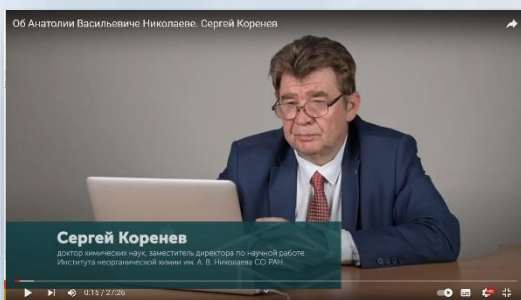 Об Анатолии Васильевиче Николаеве. Сергей Коренев
Сергей Коренев
доктор химических наук, заместитель директора по научной работе
Института неорганической химии им. А. В. Николаева СО РАН
0:15 / 27:26